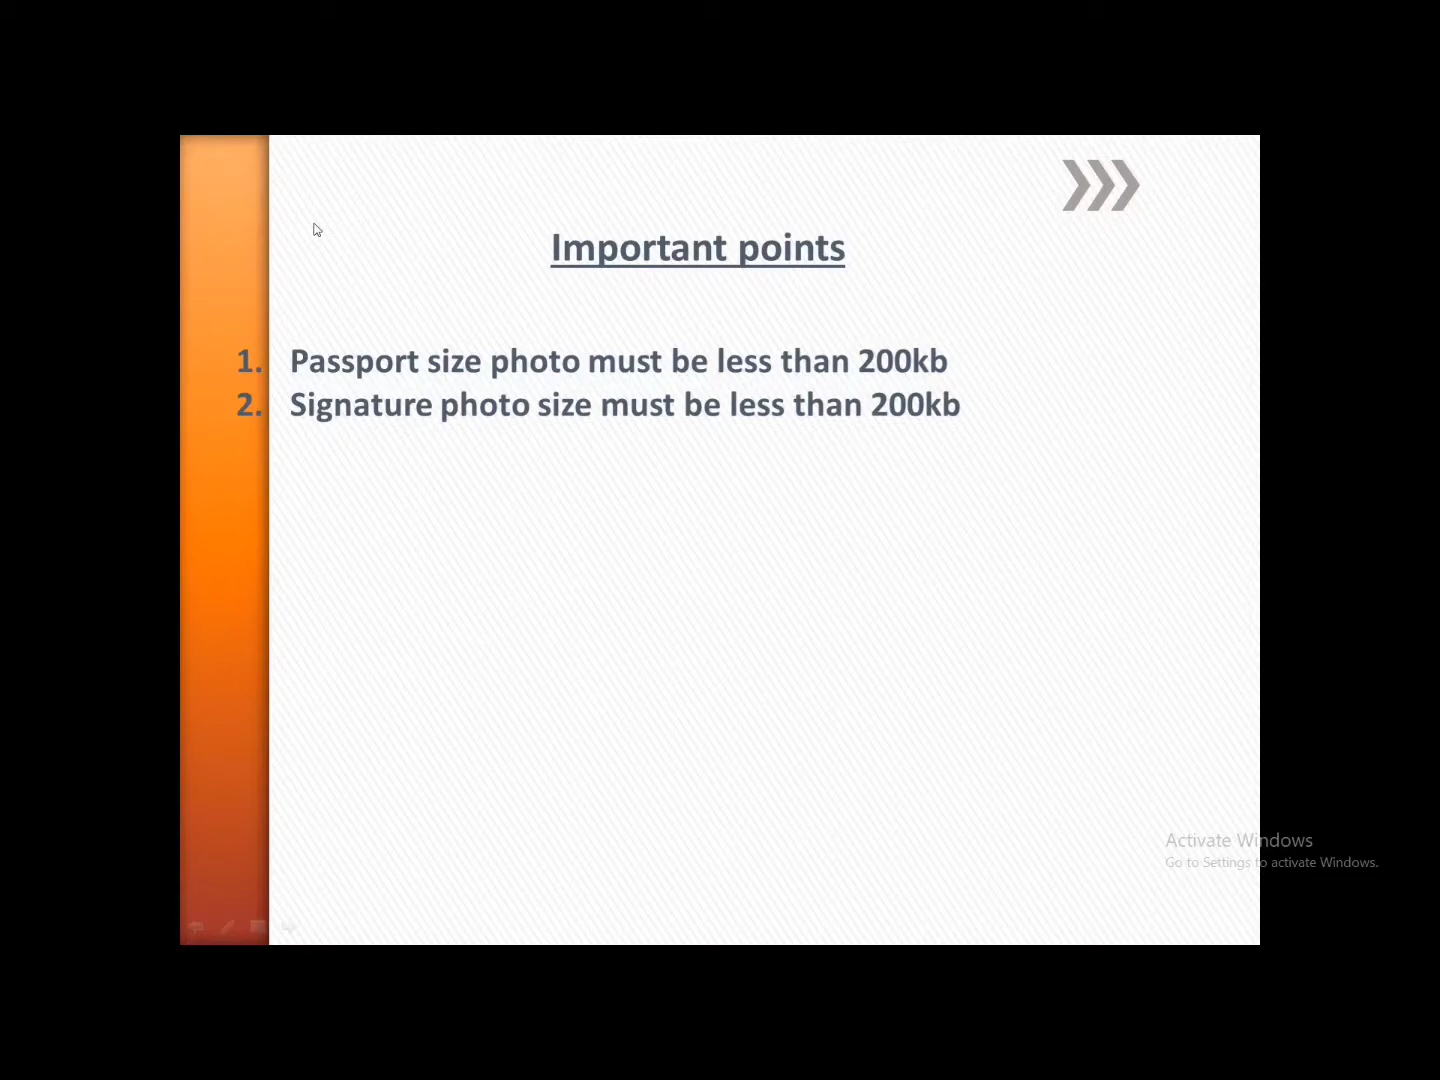 Important points
1. Passport size photo must be less than 200kb
2. Signature photo size must be less than 200kb
Activate Windows
Go to Settings to activate Windows.